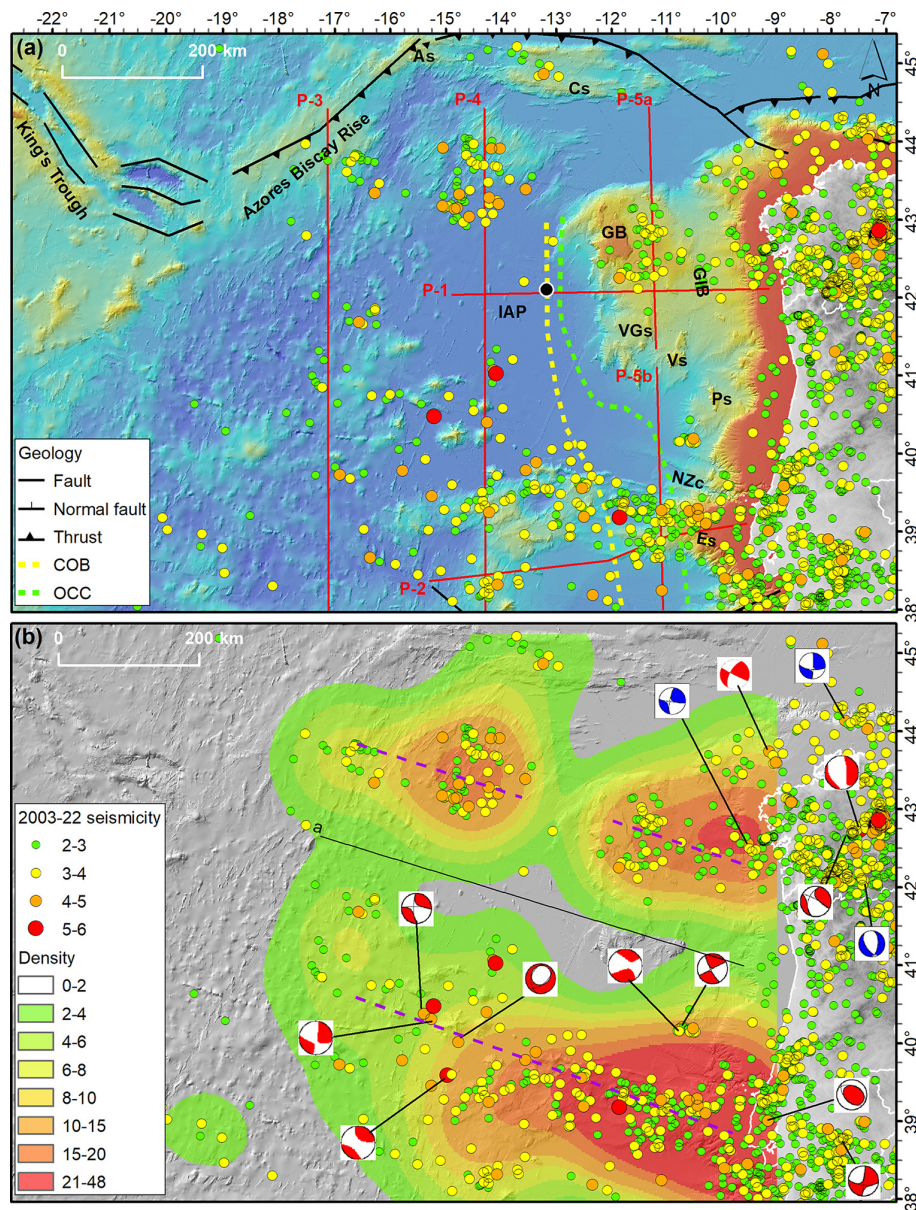 -22° -21° -20° -19° -18° -17° -16° -15° -14° -13° -12° -11° -10° -9° -8° -7°
(a)
0 200 km
As
Cs
N
45°
P-3
P-4
P-5a
King's Trough
Azores Biscay Rise
44°
43°
GB
GIB
P-1
IAP
42°
VGs
Vs
P-5b
41°
Ps
40°
NZc
Es
39°
P-2
38°
Geology
Fault
Normal fault
Thrust
COB
OCC
(b)
0 200 km
45°
44°
43°
a
42°
41°
40°
39°
38°
2003-22 seismicity
2-3
3-4
4-5
5-6
Density
0-2
2-4
4-6
6-8
8-10
10-15
15-20
21-48